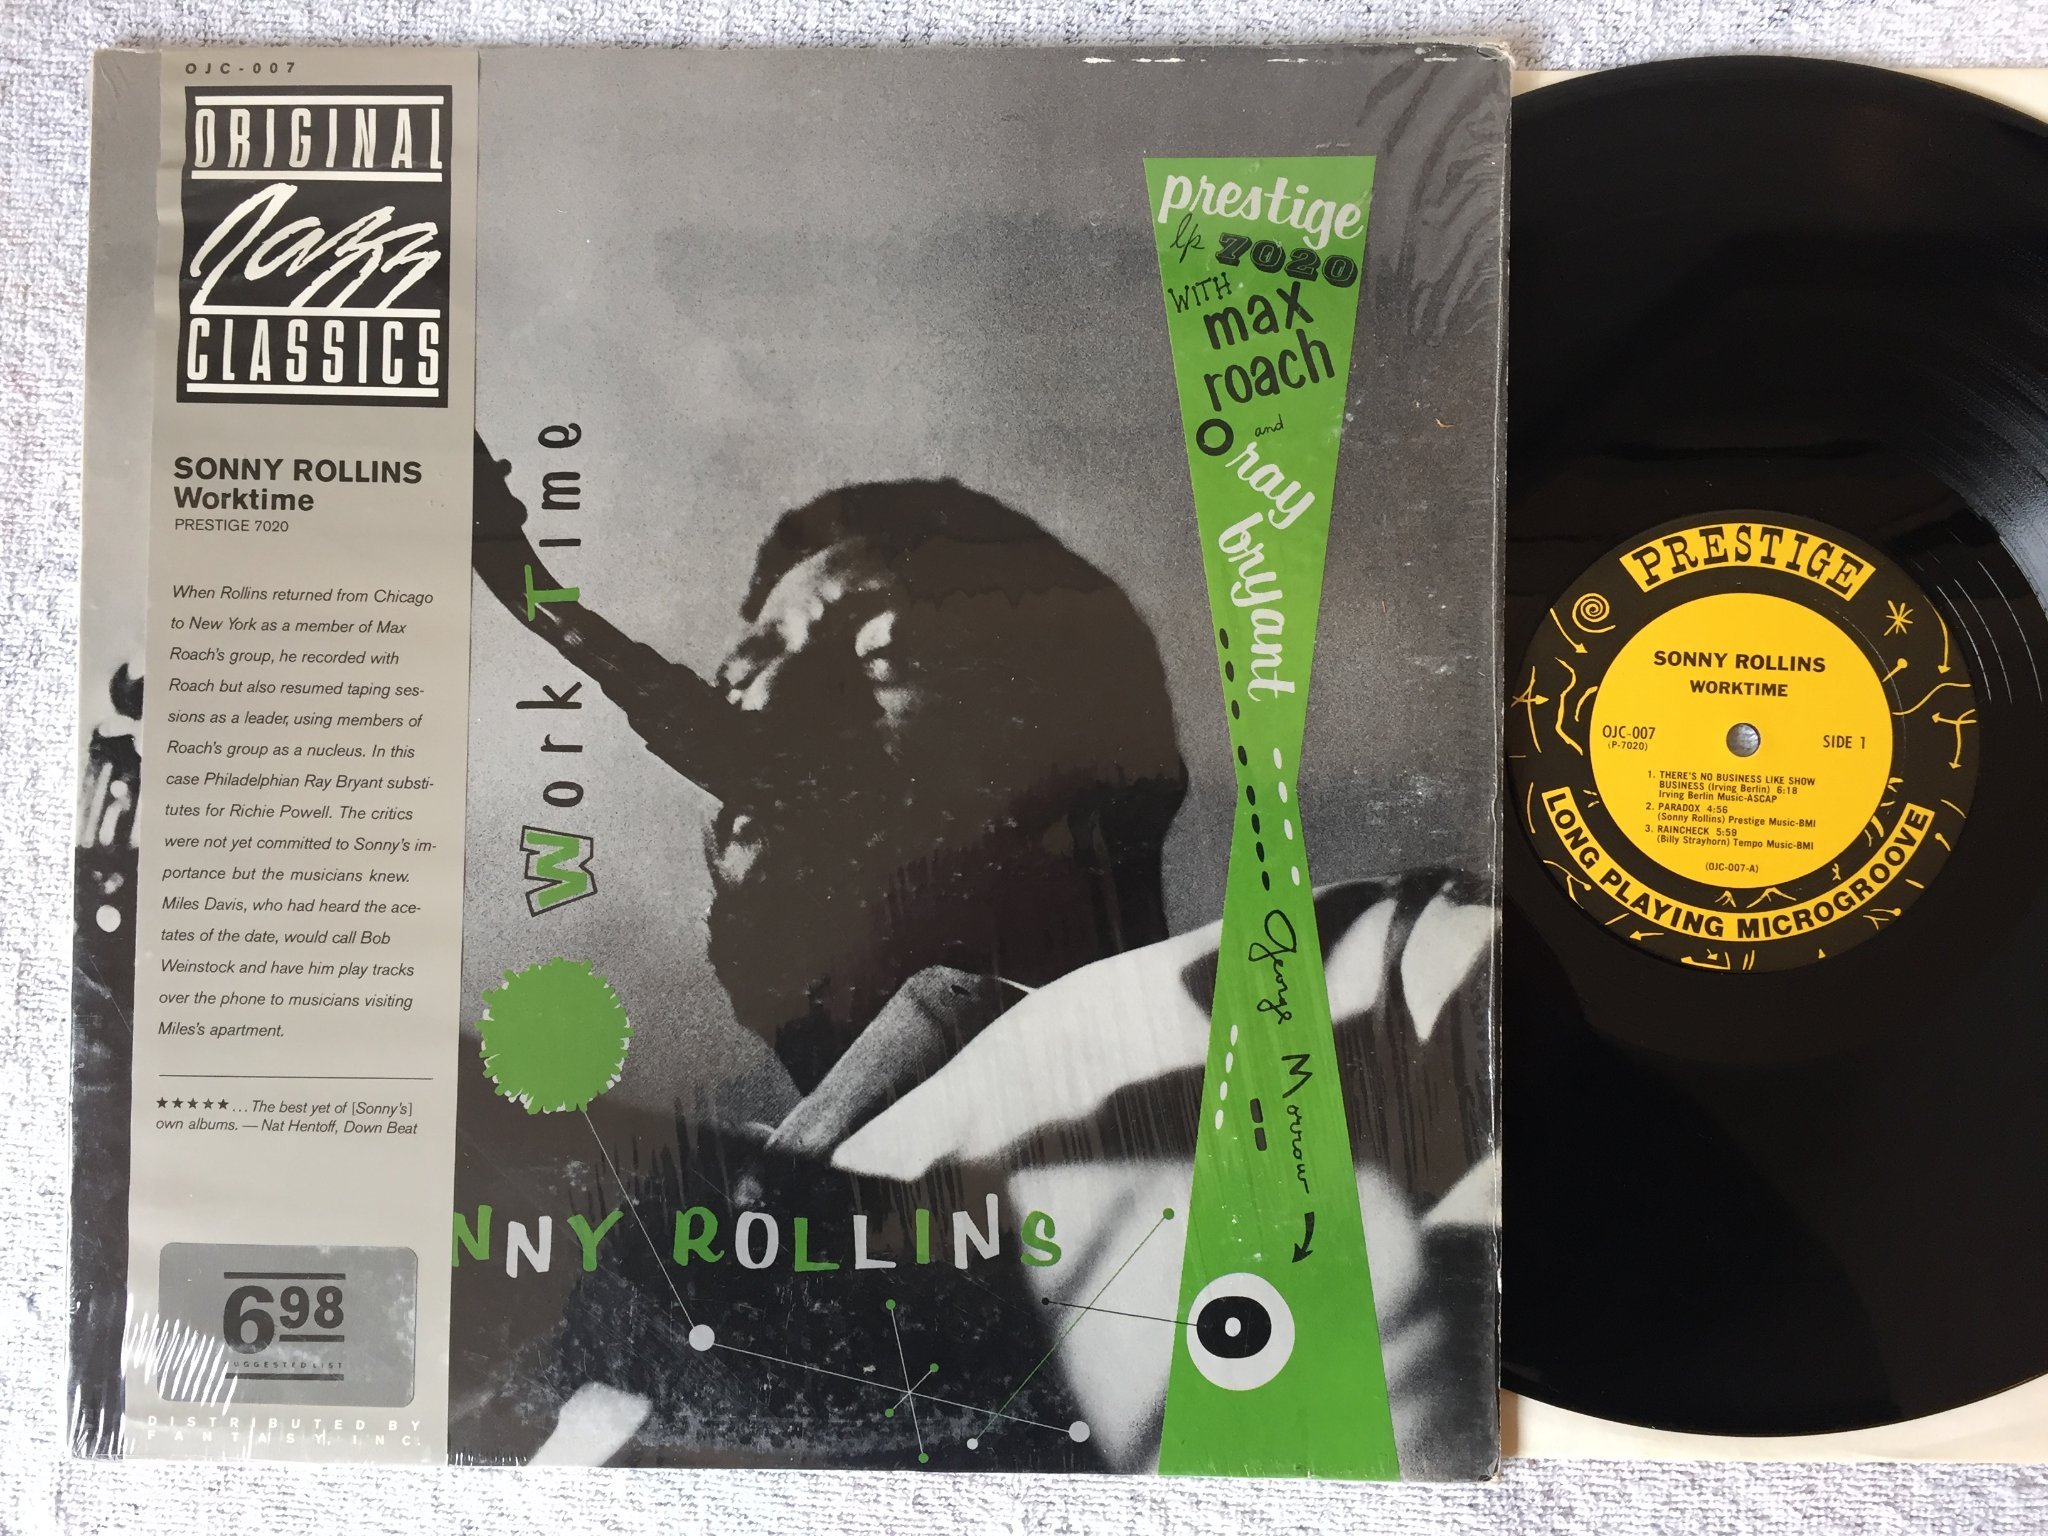 OJC-007
ORIGINAL
Jazz
CLASSICS
SONNY ROLLINS
Worktime
PRESTIGE 7020
When Rollins returned from Chicago
to New York as a member of Max
Roach's group, he recorded with
Roach but also resumed taping ses-
sions as a leader, using members of
Roach's group as a nucleus. In this
case Philadelphian Ray Bryant substi-
tutes for Richie Powell. The critics
were not yet committed to Sonny's im-
portance but the musicians knew.
Miles Davis, who had heard the ace-
tates of the date, would call Bob
Weinstock and have him play tracks
over the phone to musicians visiting
Miles's apartment.
★★★★★...The best yet of [Sonny's]
own albums. — Nat Hentoff, Down Beat
698
SUGGESTED LIST
DISTRIBUTED BY
FANTASY, INC.
Work Time
NNY ROLLINS
prestige
lp 7020
WITH
max
roach
and
ray
bryant
George Morrow
PRESTIGE
SONNY ROLLINS
WORKTIME
OJC-007
(P-7020)
SIDE 1
1. THERE'S NO BUSINESS LIKE SHOW
BUSINESS (Irving Berlin) 6:18
Irving Berlin Music-ASCAP
2. PARADOX 4:56
(Sonny Rollins) Prestige Music-BMI
3. RAINCHECK 5:59
(Billy Strayhorn) Tempo Music-BMI
(OJC-007-A)
LONG PLAYING MICROGROOVE